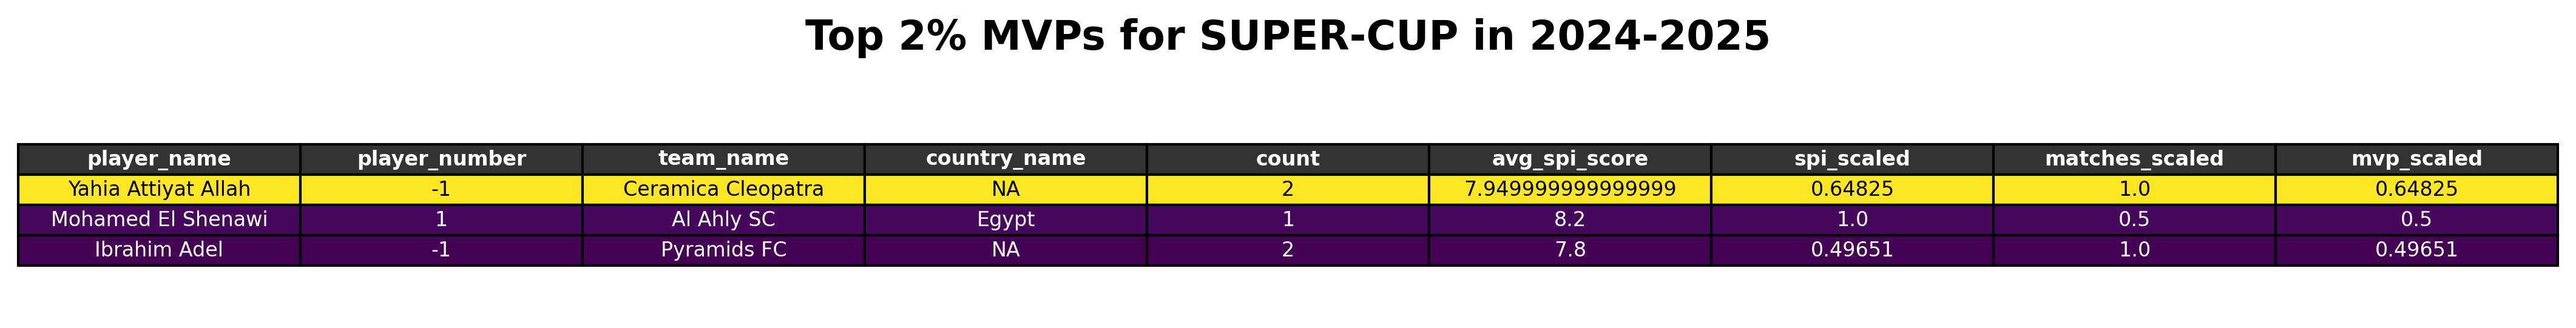 Top 2% MVPs for SUPER-CUP in 2024-2025
player_name player_number team_name country_name count avg_spi_score spi_scaled matches_scaled mvp_scaled
Yahia Attiyat Allah -1 Ceramica Cleopatra NA 2 7.949999999999999 0.64825 1.0 0.64825
Mohamed El Shenawi 1 Al Ahly SC Egypt 1 8.2 1.0 0.5 0.5
Ibrahim Adel -1 Pyramids FC NA 2 7.8 0.49651 1.0 0.49651